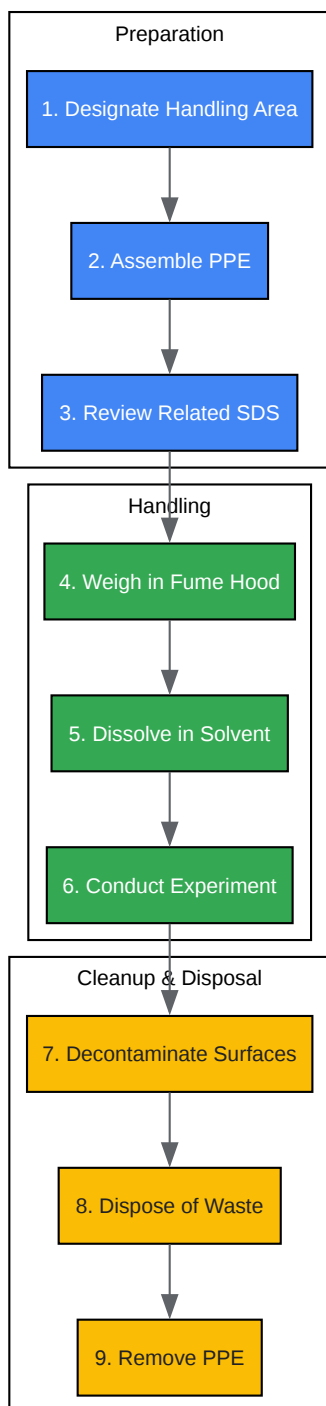 Preparation
1. Designate Handling Area
2. Assemble PPE
3. Review Related SDS
Handling
4. Weigh in Fume Hood
5. Dissolve in Solvent
6. Conduct Experiment
Cleanup & Disposal
7. Decontaminate Surfaces
8. Dispose of Waste
9. Remove PPE